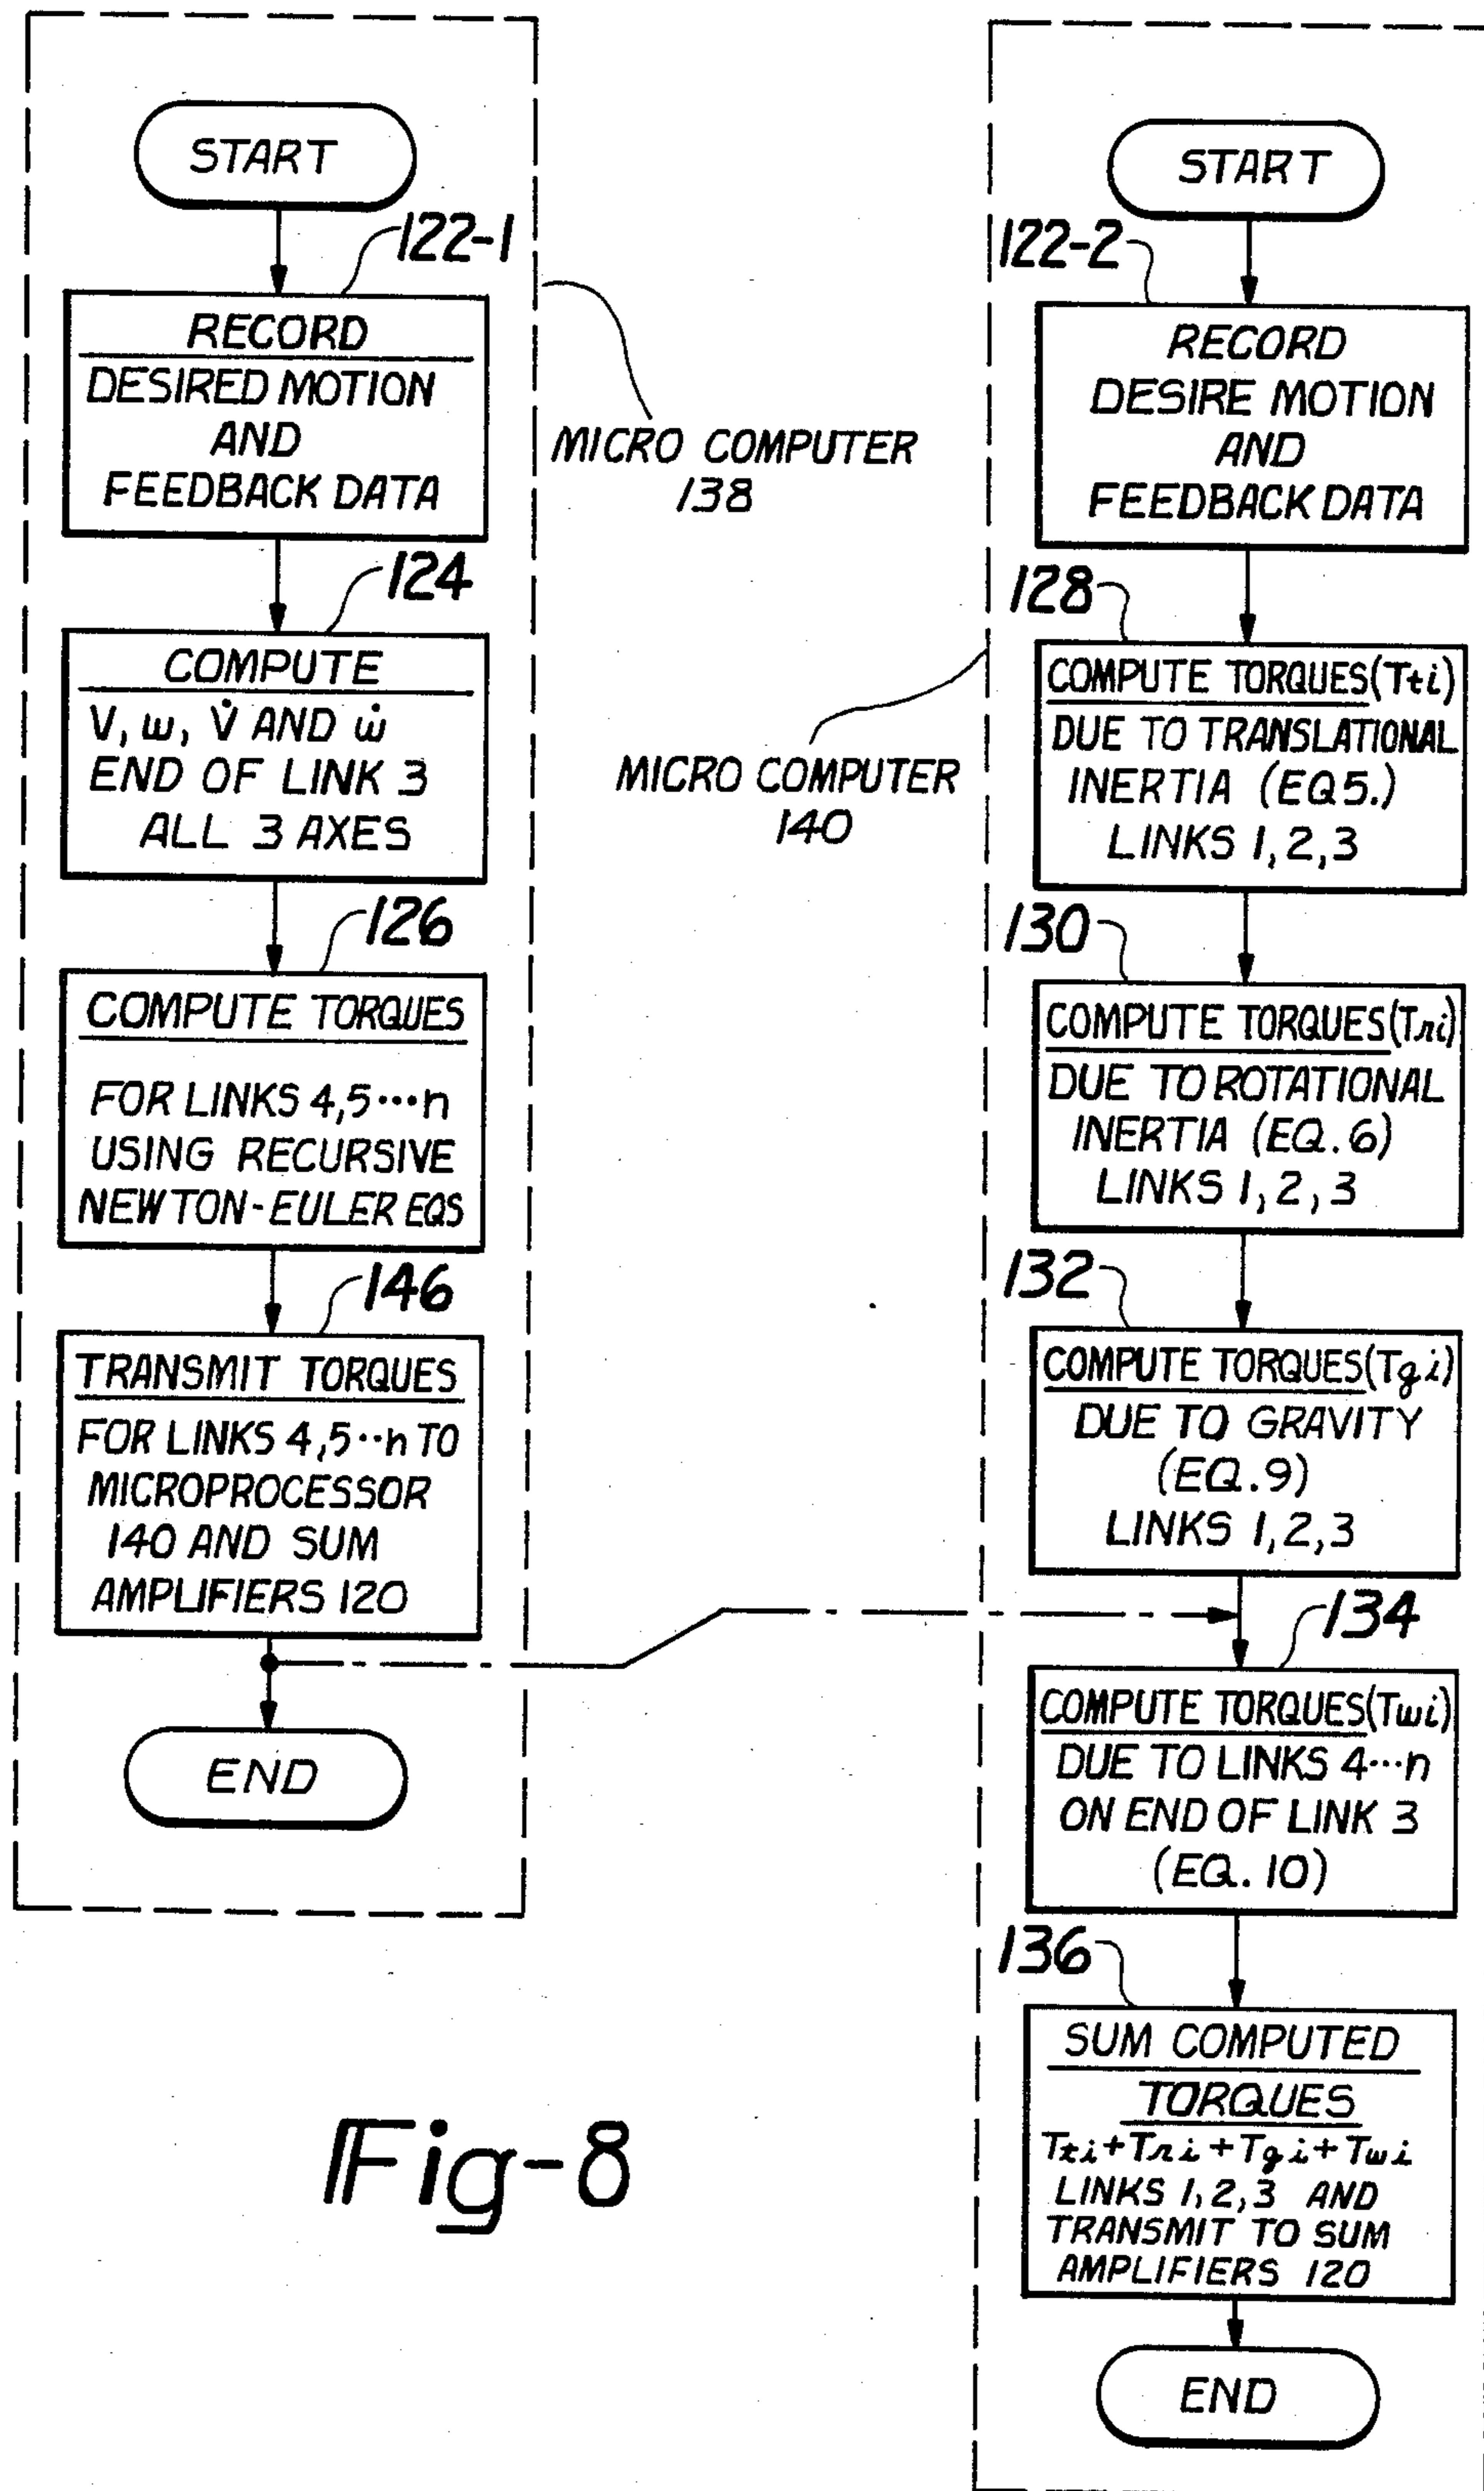 START
122-1
RECORD
DESIRED MOTION
AND
FEEDBACK DATA
MICRO COMPUTER
138
124
COMPUTE
V, ω, V̇ AND ω̇
END OF LINK 3
ALL 3 AXES
126
COMPUTE TORQUES
FOR LINKS 4,5···n
USING RECURSIVE
NEWTON-EULER EQS
146
TRANSMIT TORQUES
FOR LINKS 4,5··n TO
MICROPROCESSOR
140 AND SUM
AMPLIFIERS 120
END
START
122-2
RECORD
DESIRE MOTION
AND
FEEDBACK DATA
MICRO COMPUTER
140
128
COMPUTE TORQUES (Tti)
DUE TO TRANSLATIONAL
INERTIA (EQ5.)
LINKS 1,2,3
130
COMPUTE TORQUES (Tri)
DUE TO ROTATIONAL
INERTIA (EQ.6)
LINKS 1,2,3
132
COMPUTE TORQUES (Tgi)
DUE TO GRAVITY
(EQ.9)
LINKS 1,2,3
134
COMPUTE TORQUES (Twi)
DUE TO LINKS 4···n
ON END OF LINK 3
(EQ. 10)
136
SUM COMPUTED
TORQUES
Tti+Tri+Tgi+Twi
LINKS 1,2,3 AND
TRANSMIT TO SUM
AMPLIFIERS 120
END
Fig-8